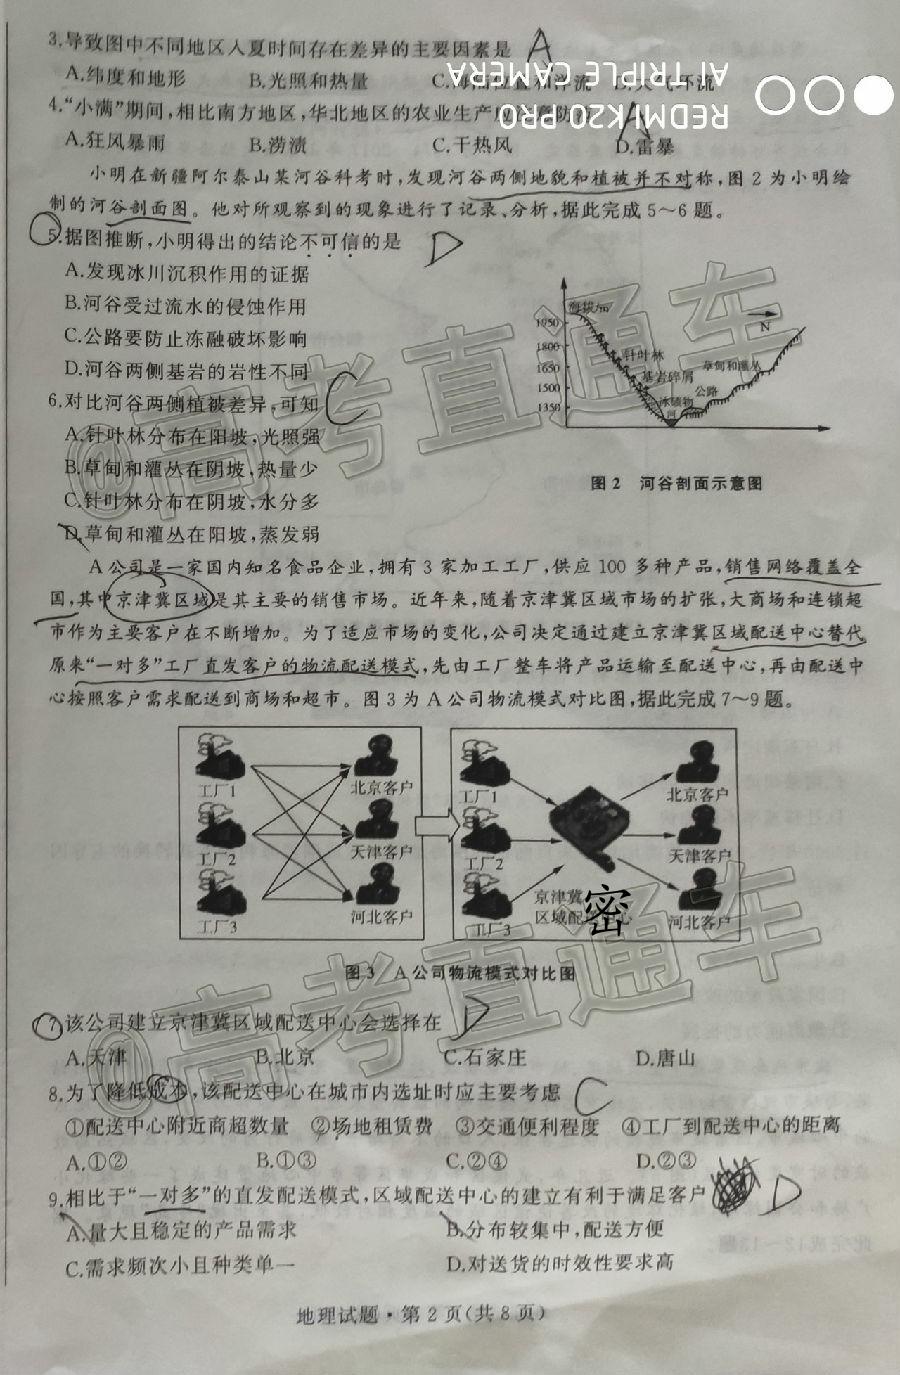 3.导致图中不同地区入夏时间存在差异的主要因素是 A
A.纬度和地形 B.光照和热量 C.海陆位置和洋流 D.大气环流
REDMI K20 PRO
AI TRIPLE CAMERA
4.“小满”期间,相比南方地区,华北地区的农业生产应注意防范 A
A.狂风暴雨 B.涝渍 C.干热风 D.雷暴
小明在新疆阿尔泰山某河谷科考时,发现河谷两侧地貌和植被并不对称,图2为小明绘
制的河谷剖面图。他对所观察到的现象进行了记录、分析,据此完成5~6题。
5.据图推断,小明得出的结论不可信的是 D
A.发现冰川沉积作用的证据
B.河谷受过流水的侵蚀作用
C.公路要防止冻融破坏影响
D.河谷两侧基岩的岩性不同
6.对比河谷两侧植被差异,可知 C
A.针叶林分布在阳坡,光照强
B.草甸和灌丛在阴坡,热量少
C.针叶林分布在阴坡,水分多
D.草甸和灌丛在阳坡,蒸发弱
海拔/m
1950
1800
1650
1500
1350
N
针叶林
基岩碎屑
冰碛物
河
公路
草甸和灌丛
图2 河谷剖面示意图
A公司是一家国内知名食品企业,拥有3家加工工厂,供应100多种产品,销售网络覆盖全
国,其中京津冀区域是其主要的销售市场。近年来,随着京津冀区域市场的扩张,大商场和连锁超
市作为主要客户在不断增加。为了适应市场的变化,公司决定通过建立京津冀区域配送中心替代
原来“一对多”工厂直发客户的物流配送模式,先由工厂整车将产品运输至配送中心,再由配送中
心按照客户需求配送到商场和超市。图3为A公司物流模式对比图,据此完成7~9题。
工厂1 北京客户
工厂2 天津客户
工厂3 河北客户
工厂1 北京客户
工厂2 天津客户
京津冀
区域配 心
工厂3 河北客户
密
图3 A公司物流模式对比图
7.该公司建立京津冀区域配送中心会选择在 D
A.天津 B.北京 C.石家庄 D.唐山
8.为了降低成本,该配送中心在城市内选址时应主要考虑 C
①配送中心附近商超数量 ②场地租赁费 ③交通便利程度 ④工厂到配送中心的距离
A.①② B.①③ C.②④ D.②③
9.相比于“一对多”的直发配送模式,区域配送中心的建立有利于满足客户 D
A.量大且稳定的产品需求 B.分布较集中,配送方便
C.需求频次小且种类单一 D.对送货的时效性要求高
地理试题·第2页(共8页)
@高考直通车
@高考直通车